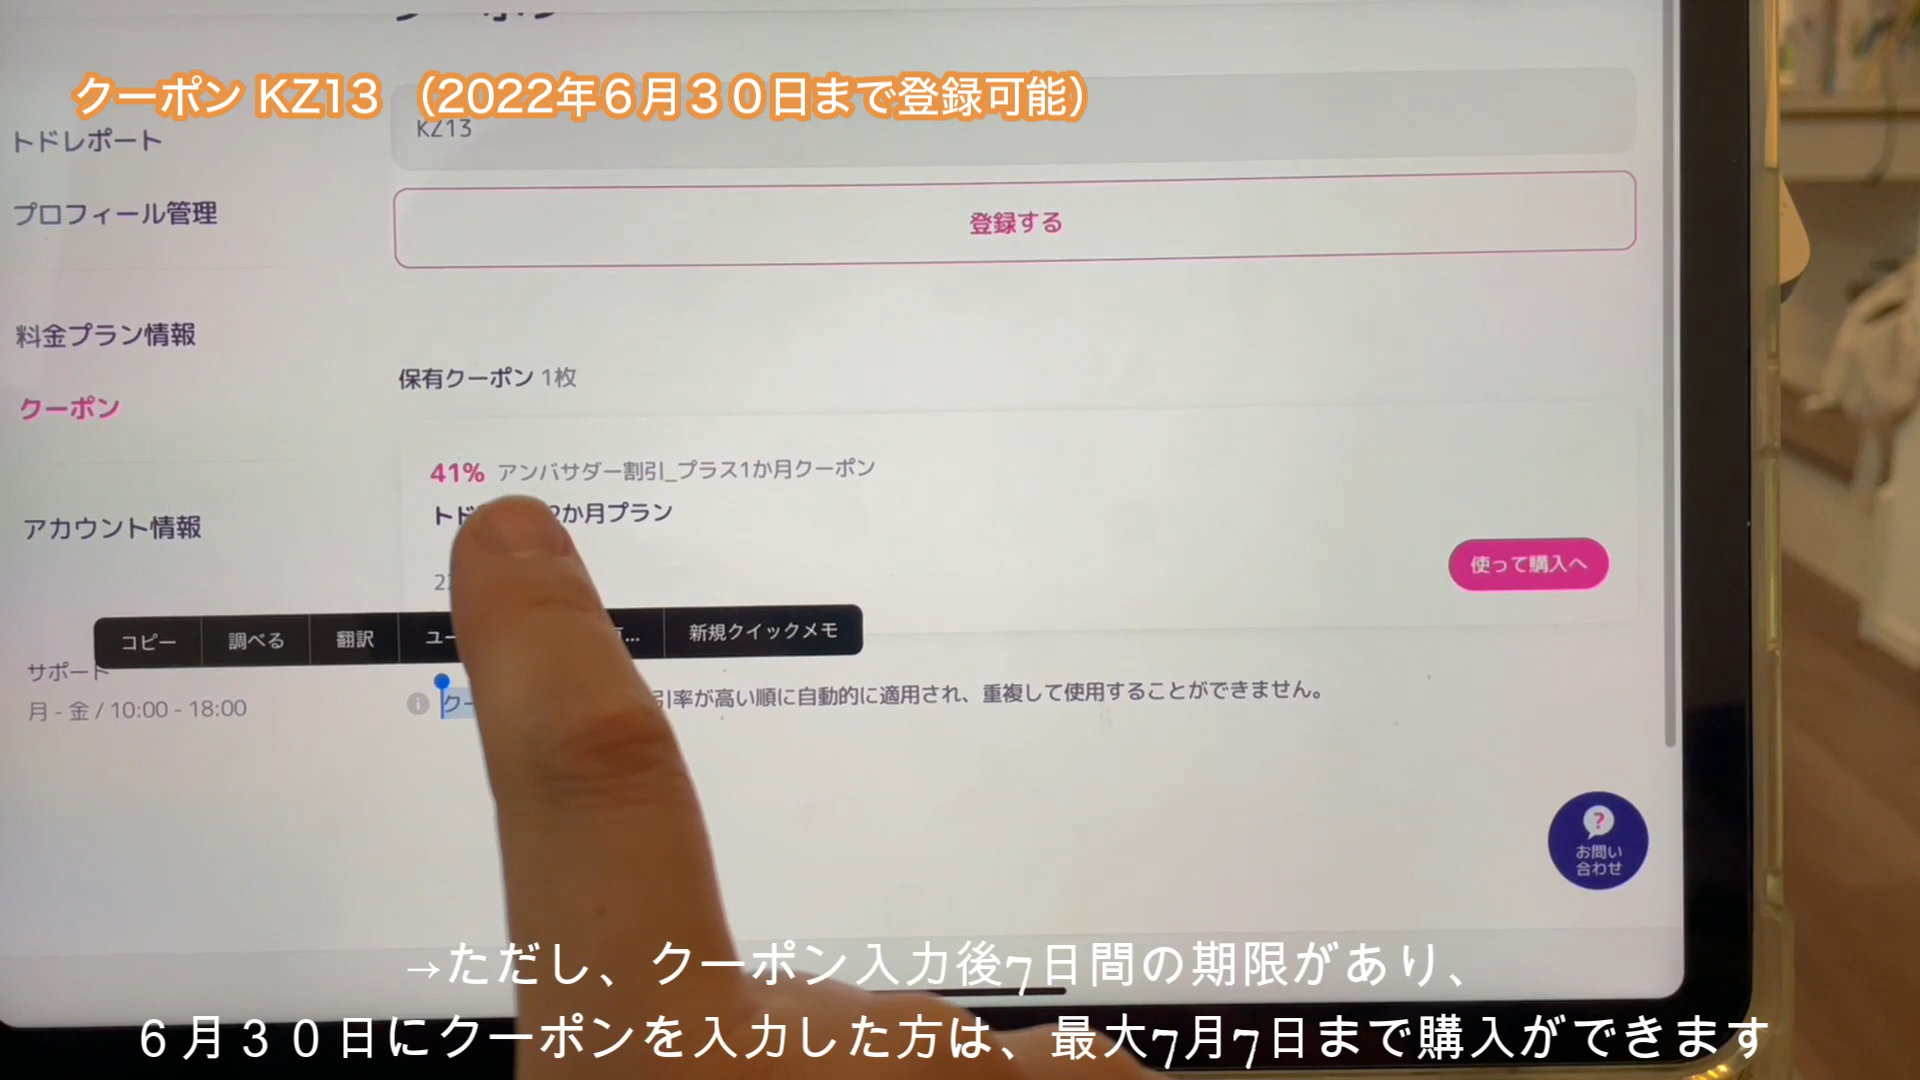 クーポン KZ13 （2022年６月３０日まで登録可能）
KZ13
トドレポート
プロフィール管理
登録する
料金プラン情報
保有クーポン 1枚
クーポン
41% アンバサダー割引_プラス1か月クーポン
トド 2か月プラン
アカウント情報
使って購入へ
コピー 調べる 翻訳 ユー 新規クイックメモ
サポート
月 - 金 / 10:00 - 18:00
クー 引率が高い順に自動的に適用され、重複して使用することができません。
?
お問い
合わせ
→ただし、クーポン入力後7日間の期限があり、
６月３０日にクーポンを入力した方は、最大7月7日まで購入ができます